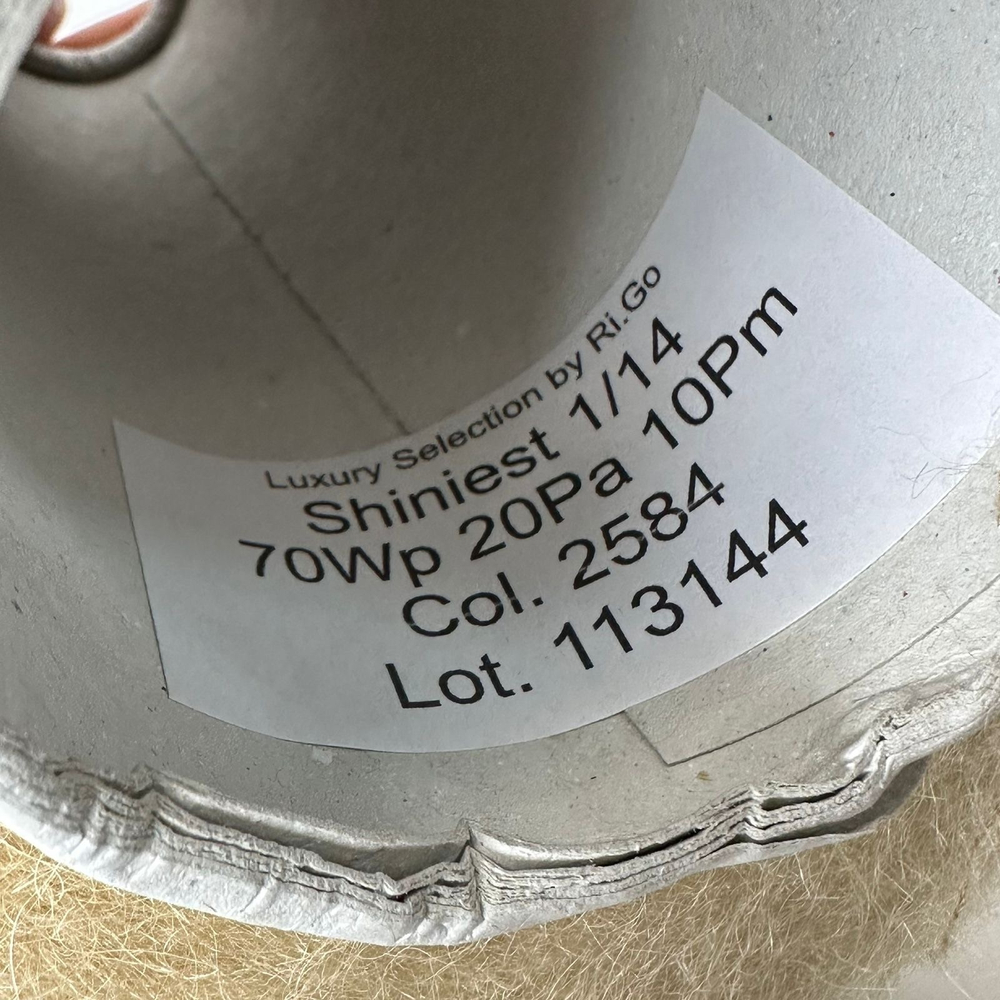 Luxury Selection by Ri.Go
Shiniest 1/14
70Wp 20Pa 10Pm
Col. 2584
Lot. 113144